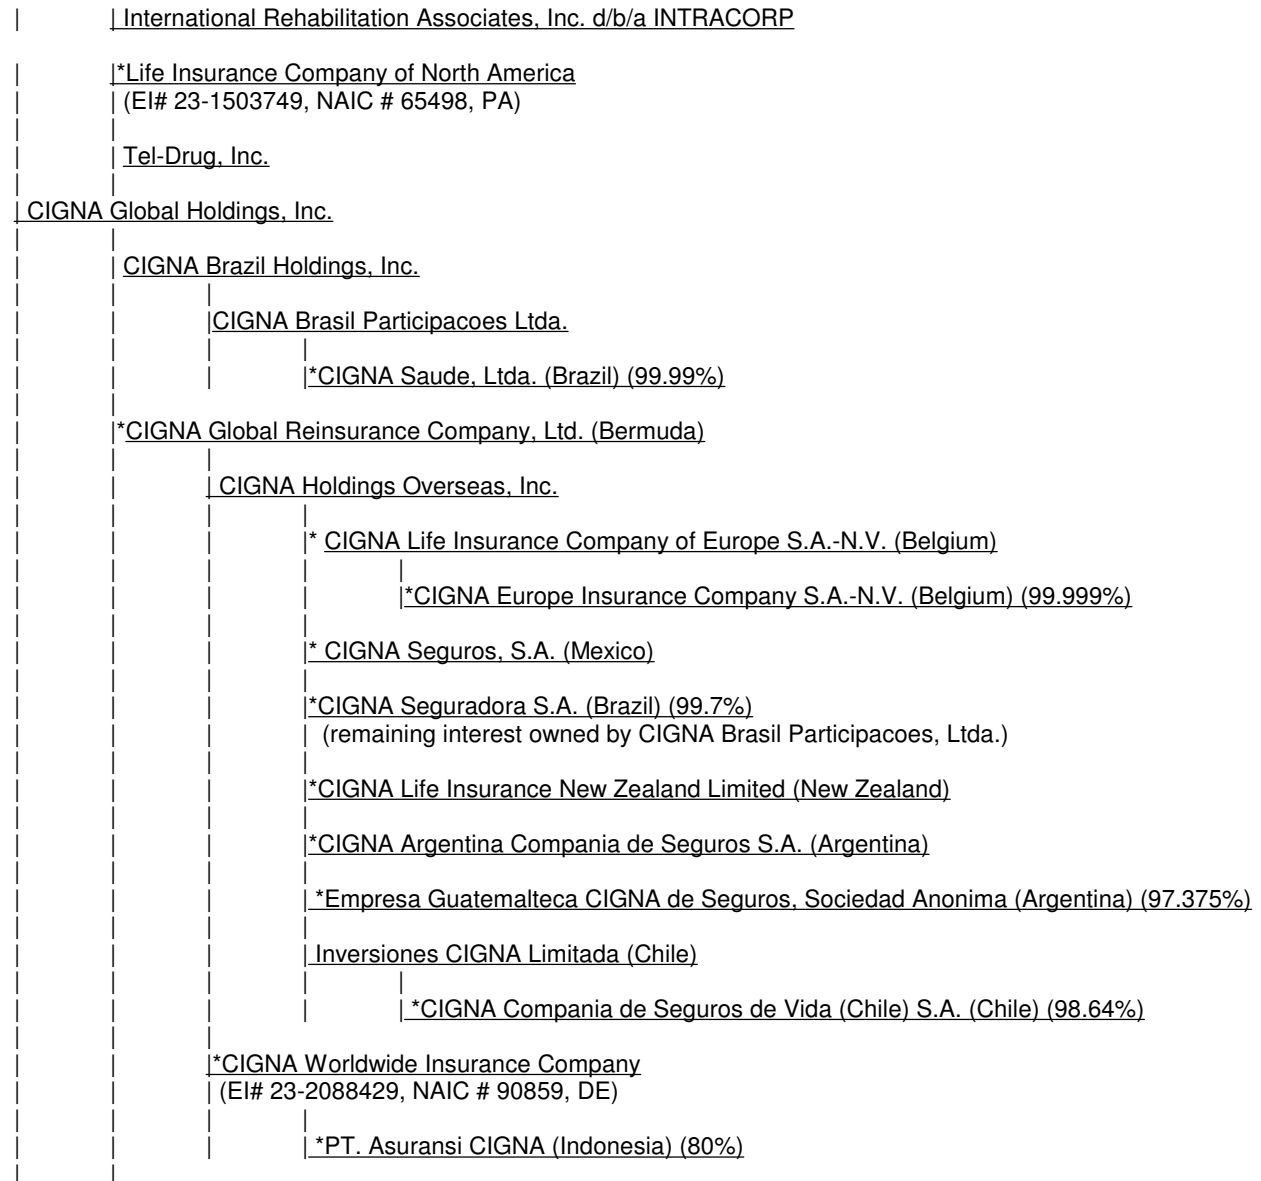 International Rehabilitation Associates, Inc. d/b/a INTRACORP
*Life Insurance Company of North America
(EI# 23-1503749, NAIC # 65498, PA)
Tel-Drug, Inc.
CIGNA Global Holdings, Inc.
CIGNA Brazil Holdings, Inc.
CIGNA Brasil Participacoes Ltda.
*CIGNA Saude, Ltda. (Brazil) (99.99%)
*CIGNA Global Reinsurance Company, Ltd. (Bermuda)
CIGNA Holdings Overseas, Inc.
* CIGNA Life Insurance Company of Europe S.A.-N.V. (Belgium)
*CIGNA Europe Insurance Company S.A.-N.V. (Belgium) (99.999%)
* CIGNA Seguros, S.A. (Mexico)
*CIGNA Seguradora S.A. (Brazil) (99.7%)
(remaining interest owned by CIGNA Brasil Participacoes, Ltda.)
*CIGNA Life Insurance New Zealand Limited (New Zealand)
*CIGNA Argentina Compania de Seguros S.A. (Argentina)
*Empresa Guatemalteca CIGNA de Seguros, Sociedad Anonima (Argentina) (97.375%)
Inversiones CIGNA Limitada (Chile)
*CIGNA Compania de Seguros de Vida (Chile) S.A. (Chile) (98.64%)
*CIGNA Worldwide Insurance Company
(EI# 23-2088429, NAIC # 90859, DE)
*PT. Asuransi CIGNA (Indonesia) (80%)